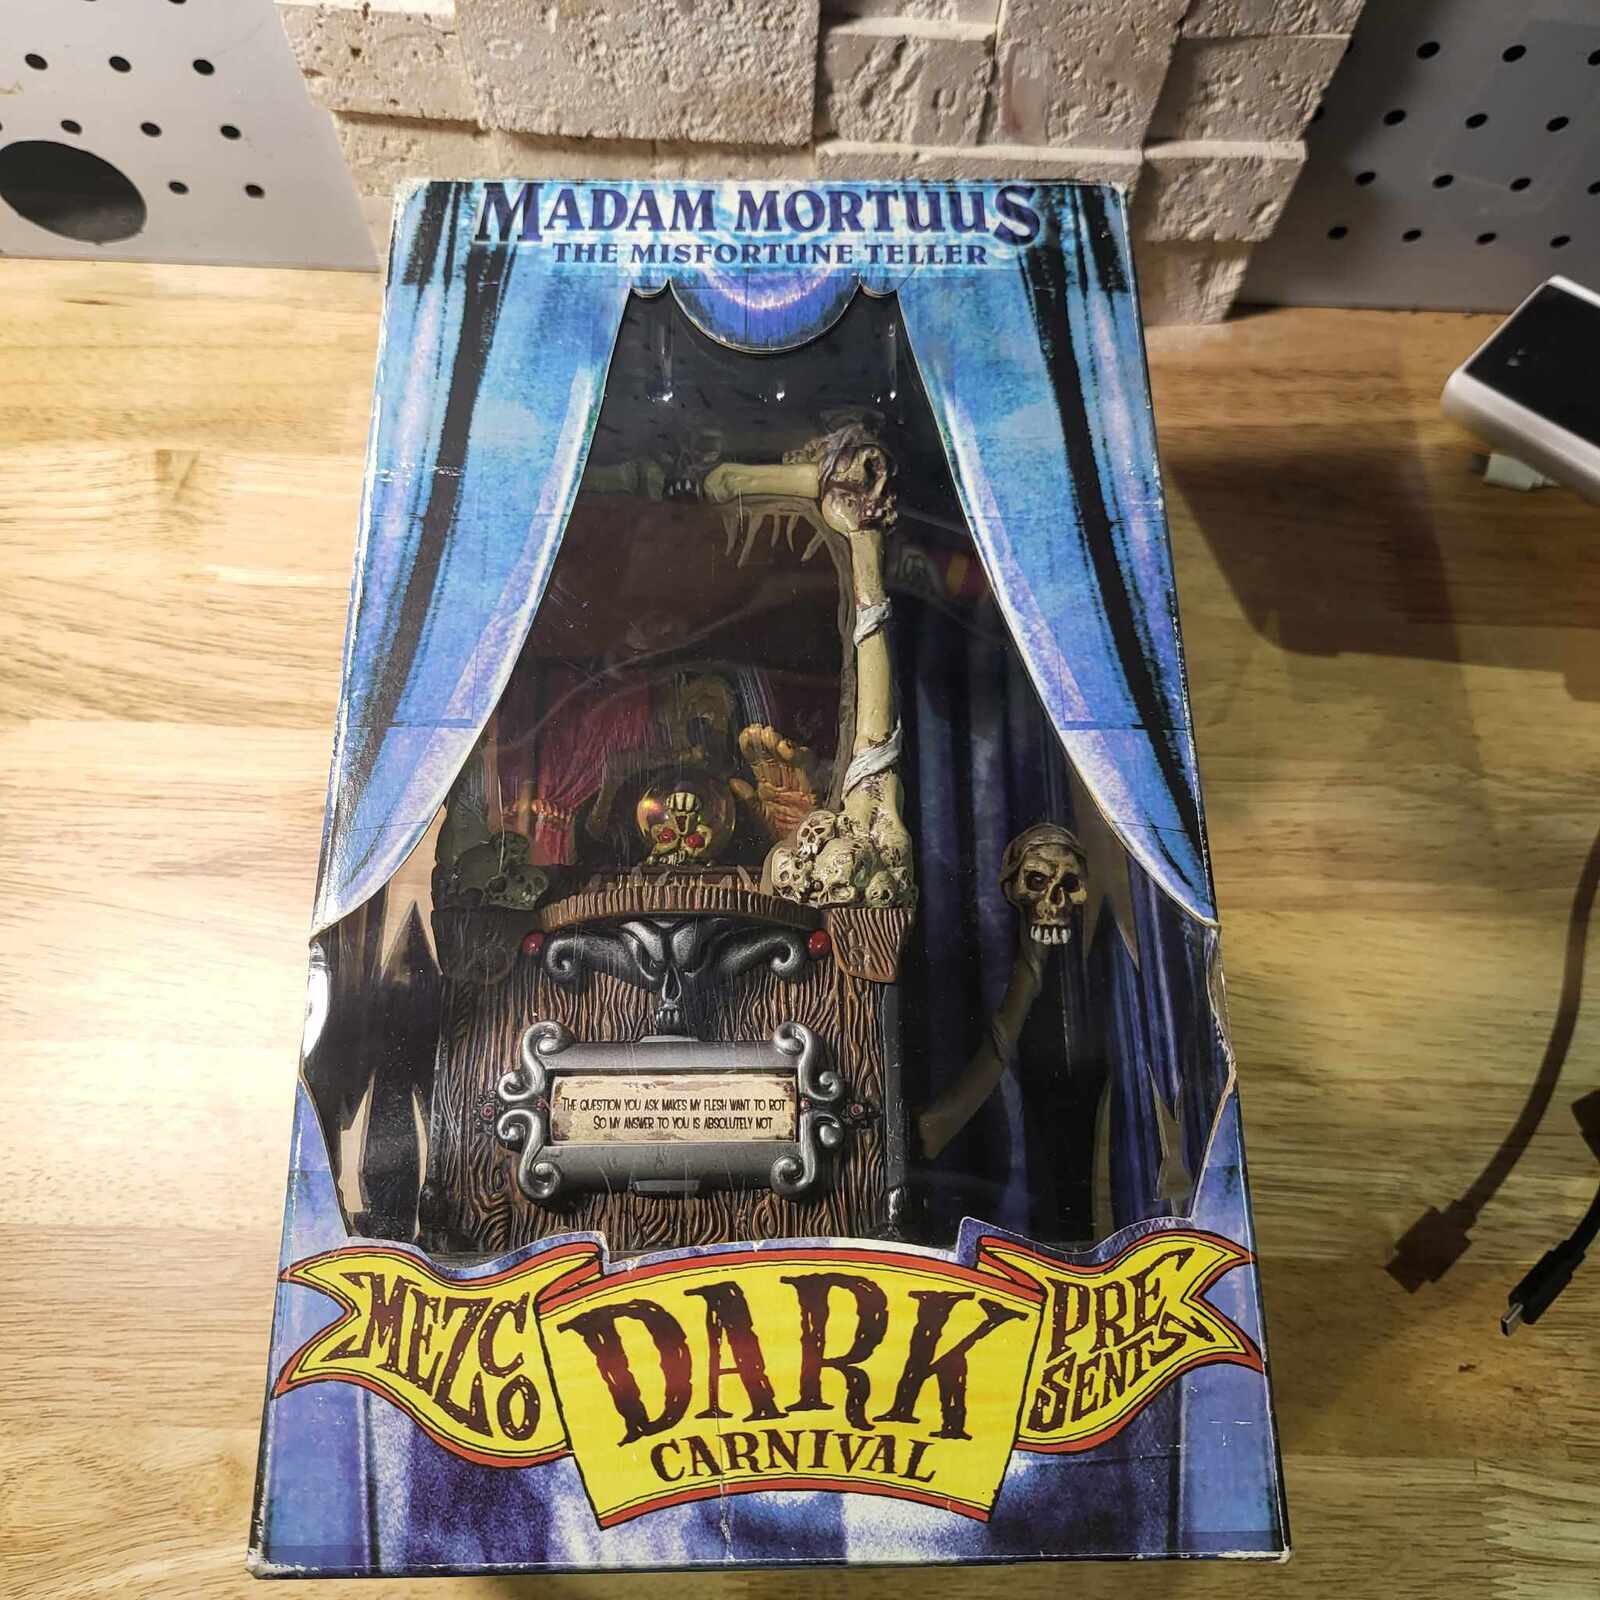 MADAM MORTUUS
THE MISFORTUNE TELLER
THE QUESTION YOU ASK MAKES MY FLESH WANT TO ROT
SO MY ANSWER TO YOU IS ABSOLUTELY NOT
MEZCO
DARK
CARNIVAL
PRESENTS